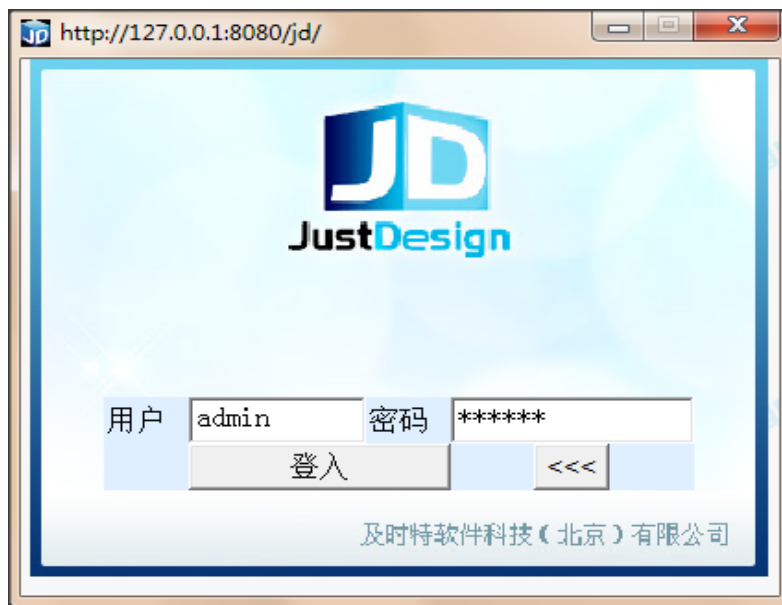 http://127.0.0.1:8080/jd/
JD
JustDesign
用户 admin 密码 ******
登入 <<<
及时特软件科技(北京)有限公司